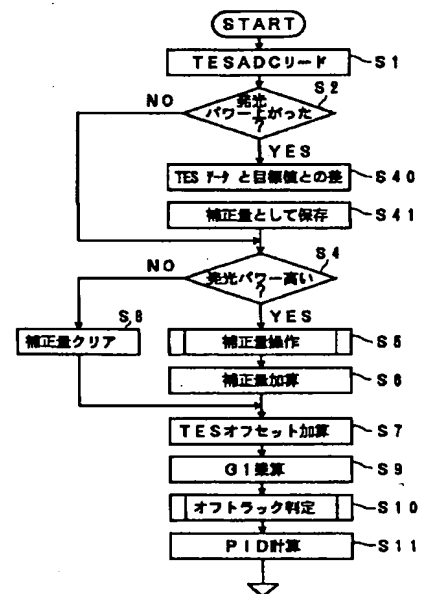 START
TESADCリード
S1
S2
発光
パワー上がった
?
NO
YES
TES データと目標値との差
S40
補正量として保存
S41
S4
発光パワー高い
?
NO
YES
S8
補正量クリア
補正量操作
S5
補正量加算
S6
TESオフセット加算
S7
G1乗算
S9
オフトラック判定
S10
PID計算
S11